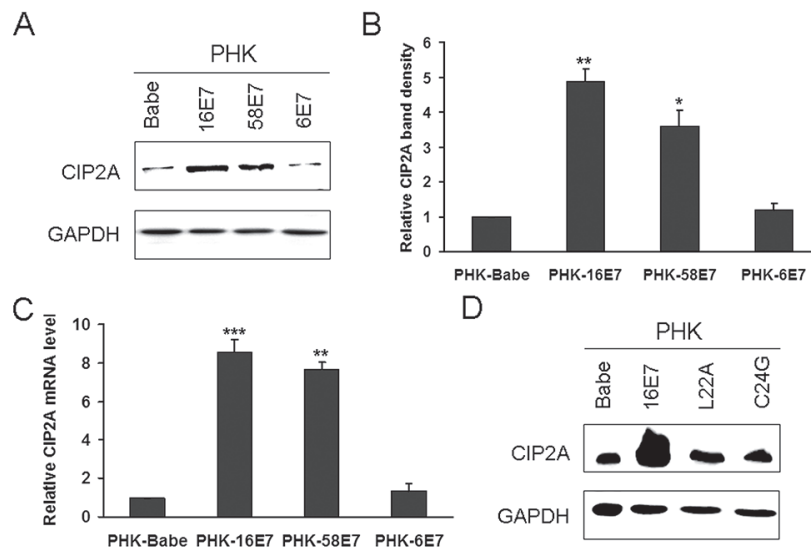 A
PHK
Babe
16E7
58E7
6E7
CIP2A
GAPDH
B
Relative CIP2A band density
6
5
4
3
2
1
0
**
*
PHK-Babe PHK-16E7 PHK-58E7 PHK-6E7
C
Relative CIP2A mRNA level
10
8
6
4
2
0
***
**
PHK-Babe PHK-16E7 PHK-58E7 PHK-6E7
D
PHK
Babe
16E7
L22A
C24G
CIP2A
GAPDH